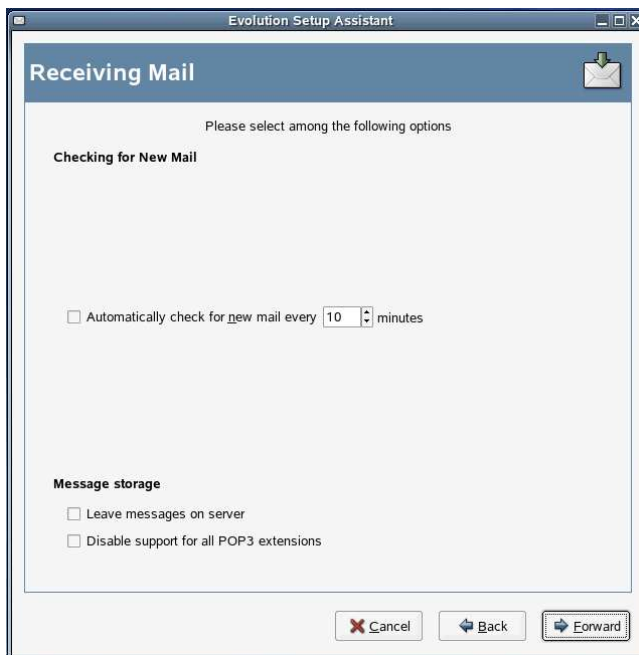 Evolution Setup Assistant
Receiving Mail
Please select among the following options
Checking for New Mail
Automatically check for new mail every 10 minutes
Message storage
Leave messages on server
Disable support for all POP3 extensions
Cancel Back Forward